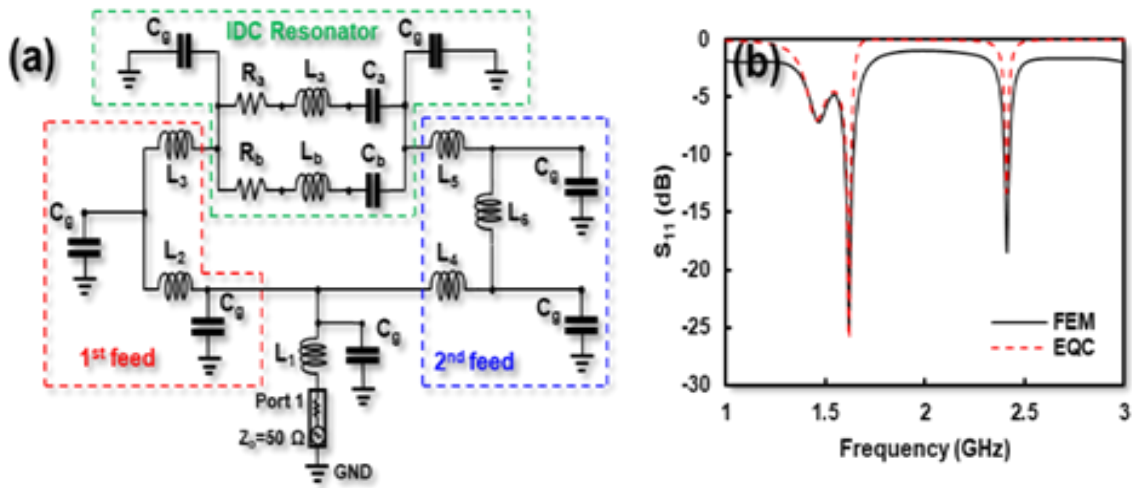 (a)
IDC Resonator
Cg
Cg
Ra La Ca
Rb Lb Cb
L3
L5
Cg
L6
Cg
L2
L4
Cg
Cg
Cg
L1
1st feed
2nd feed
Port 1
Z0=50 Ω
GND
(b)
0
-5
-10
-15
-20
-25
-30
S11 (dB)
FEM
EQC
1 1.5 2 2.5 3
Frequency (GHz)